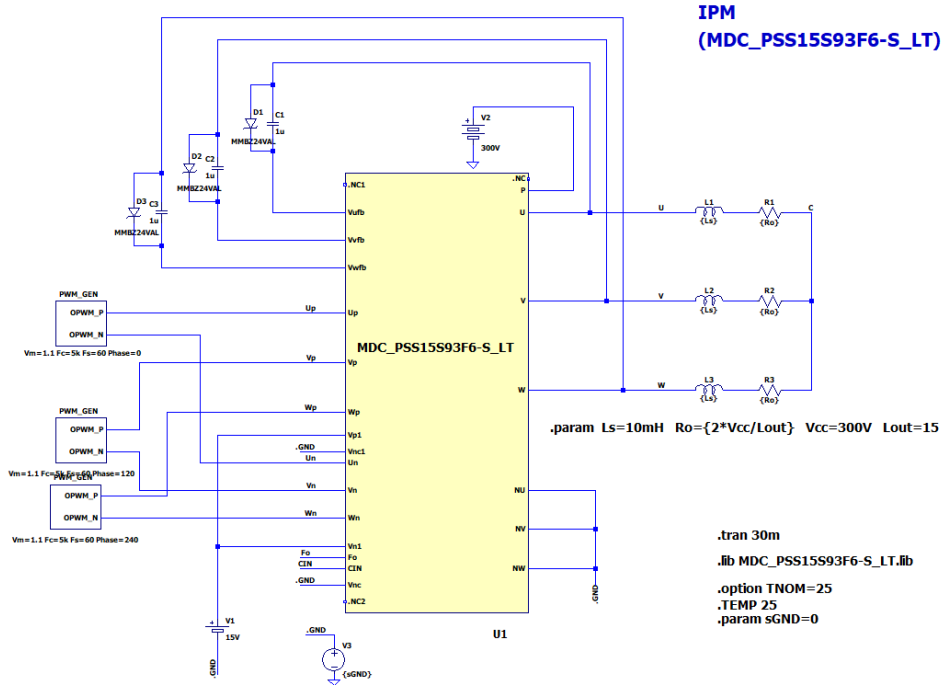 IPM
(MDC_PSS15S93F6-S_LT)
D1
C1
1u
MMBZ24VAL
V2
+
300V
D2
C2
1u
MMBZ24VAL
D3
C3
1u
MMBZ24VAL
.NC1
.NC
P
Vufb
U
U
L1
{Ls}
R1
{Ro}
C
Vvfb
Vwfb
PWM_GEN
OPWM_P
OPWM_N
Vm=1.1 Fc=5k Fs=60 Phase=0
Up
Up
V
V
L2
{Ls}
R2
{Ro}
MDC_PSS15S93F6-S_LT
Vp
Vp
PWM_GEN
OPWM_P
OPWM_N
Vm=1.1 Fc=5k Fs=60 Phase=120
W
W
L3
{Ls}
R3
{Ro}
Wp
Wp
Vp1
.GND
Vnc1
Un
Un
.param Ls=10mH Ro={2*Vcc/Lout} Vcc=300V Lout=15
PWM_GEN
OPWM_P
OPWM_N
Vm=1.1 Fc=5k Fs=60 Phase=240
Vn
Vn
Wn
Wn
NU
NV
NW
.GND
Vn1
Fo
Fo
CIN
CIN
.GND
Vnc
.NC2
.tran 30m
.lib MDC_PSS15S93F6-S_LT.lib
.option TNOM=25
.TEMP 25
.param sGND=0
+
V1
15V
.GND
.GND
V3
+
{sGND}
U1